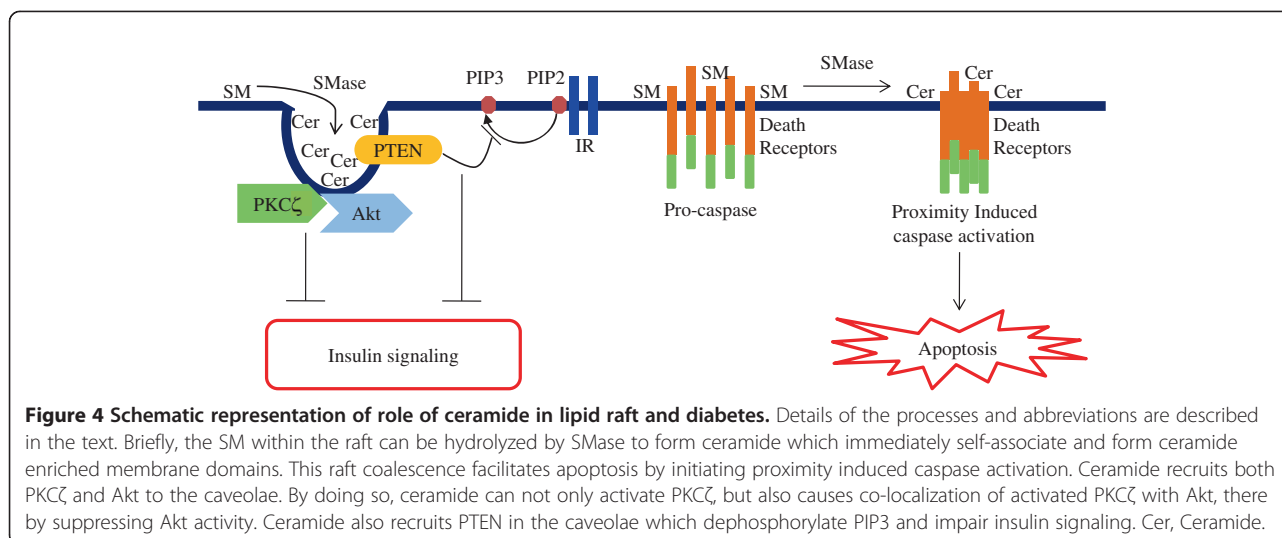 PIP3
PIP2
SMase
SM
SMase
Cer
SM
SM
SM
Cer
Cer
Cer
Cer
Cer
Cer
Cer
PTEN
IR
Death
Receptors
Death
Receptors
PKCζ
Akt
Pro-caspase
Proximity Induced
caspase activation
Insulin signaling
Apoptosis
Figure 4 Schematic representation of role of ceramide in lipid raft and diabetes. Details of the processes and abbreviations are described
in the text. Briefly, the SM within the raft can be hydrolyzed by SMase to form ceramide which immediately self-associate and form ceramide
enriched membrane domains. This raft coalescence facilitates apoptosis by initiating proximity induced caspase activation. Ceramide recruits both
PKCζ and Akt to the caveolae. By doing so, ceramide can not only activate PKCζ, but also causes co-localization of activated PKCζ with Akt, there
by suppressing Akt activity. Ceramide also recruits PTEN in the caveolae which dephosphorylate PIP3 and impair insulin signaling. Cer, Ceramide.